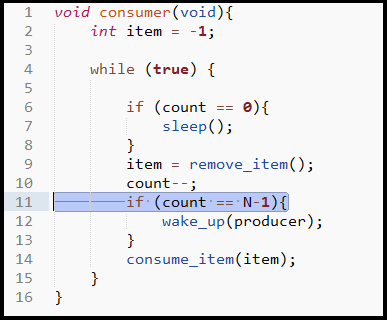 1 void consumer(void){
2     int item = -1;
3
4     while (true) {
5
6         if (count == 0){
7             sleep();
8         }
9         item = remove_item();
10         count--;
11         if (count == N-1){
12             wake_up(producer);
13         }
14         consume_item(item);
15     }
16 }